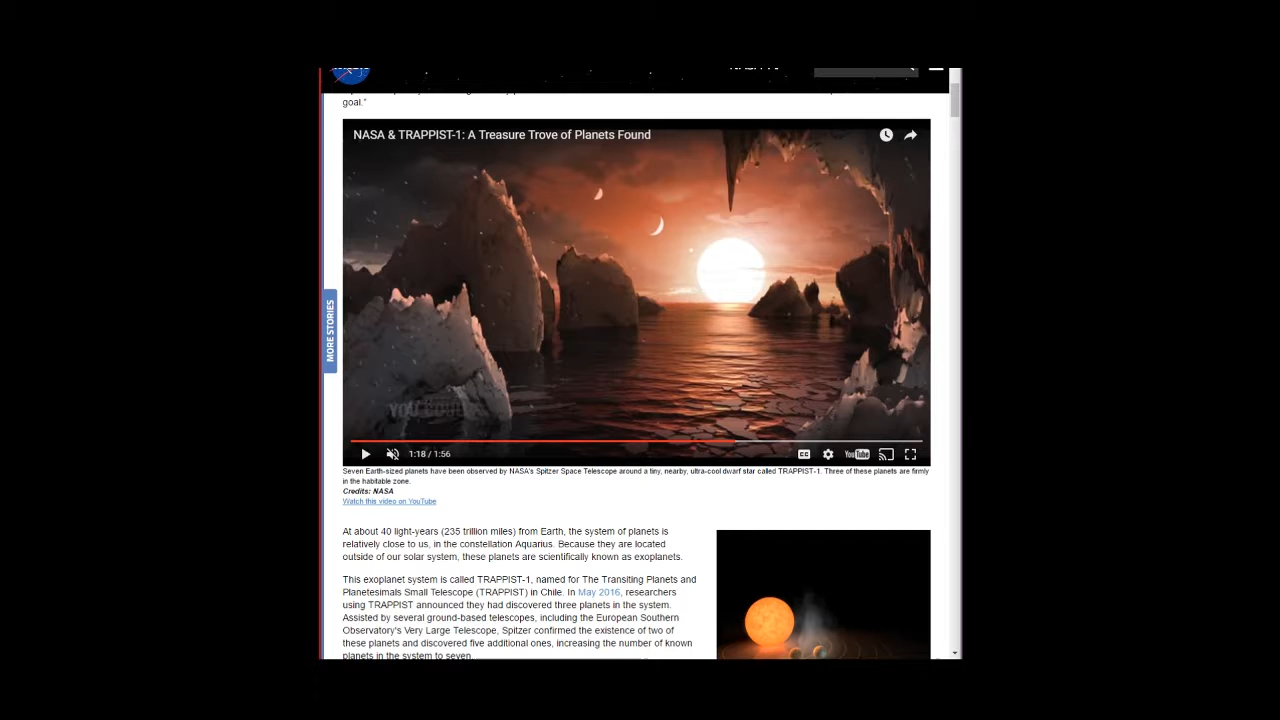 goal."
NASA & TRAPPIST-1: A Treasure Trove of Planets Found
MORE STORIES
1:18 / 1:56
CC
YouTube
Seven Earth-sized planets have been observed by NASA's Spitzer Space Telescope around a tiny, nearby, ultra-cool dwarf star called TRAPPIST-1. Three of these planets are firmly
in the habitable zone.
Credits: NASA
Watch this video on YouTube
At about 40 light-years (235 trillion miles) from Earth, the system of planets is
relatively close to us, in the constellation Aquarius. Because they are located
outside of our solar system, these planets are scientifically known as exoplanets.
This exoplanet system is called TRAPPIST-1, named for The Transiting Planets and
Planetesimals Small Telescope (TRAPPIST) in Chile. In May 2016, researchers
using TRAPPIST announced they had discovered three planets in the system.
Assisted by several ground-based telescopes, including the European Southern
Observatory's Very Large Telescope, Spitzer confirmed the existence of two of
these planets and discovered five additional ones, increasing the number of known
planets in the system to seven.